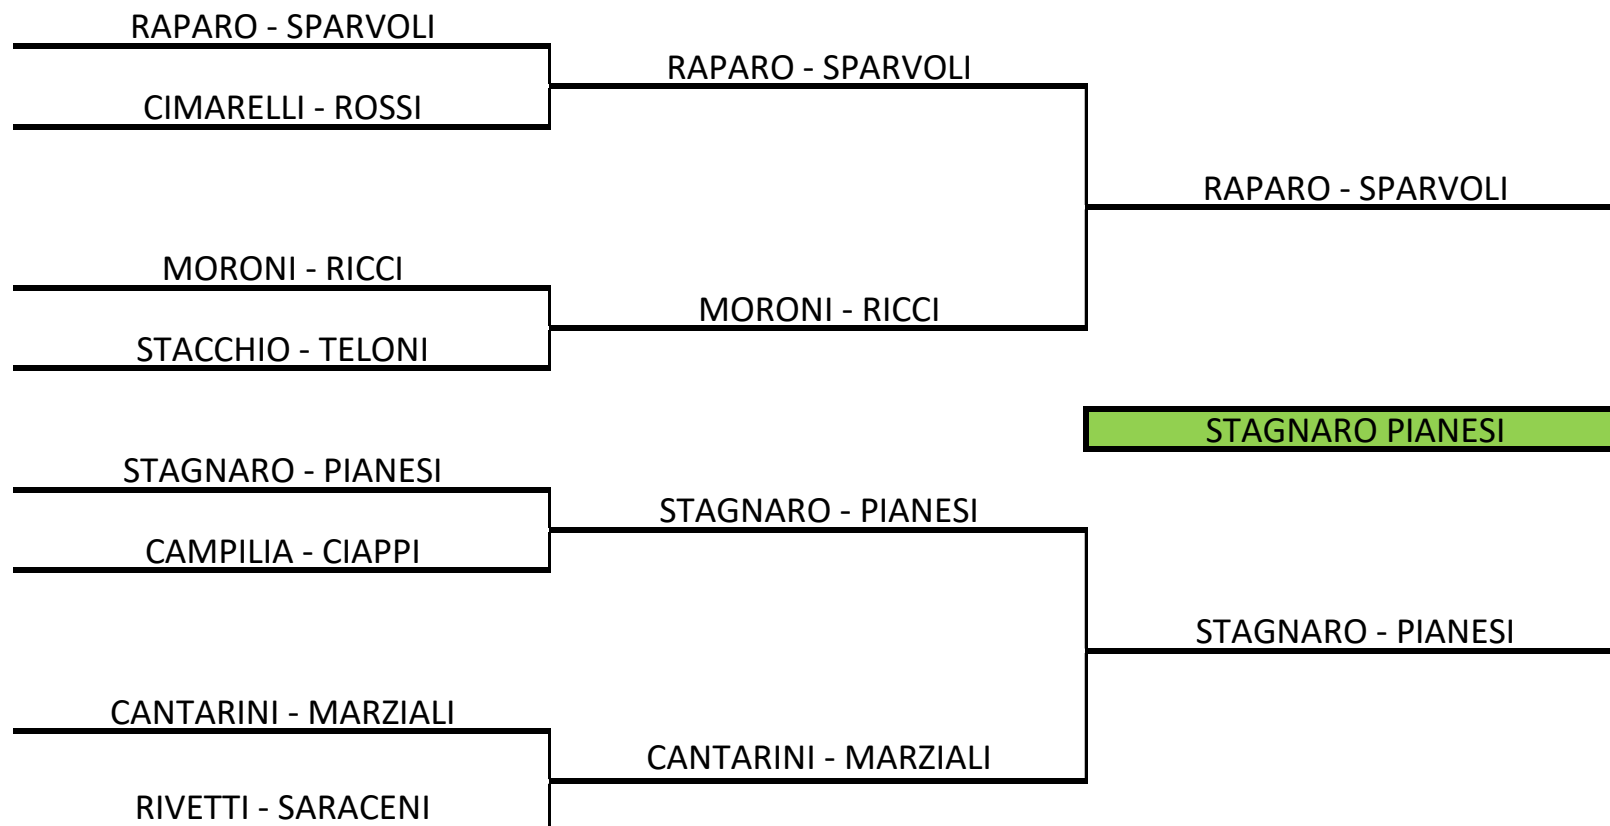 RAPARO - SPARVOLI
CIMARELLI - ROSSI
MORONI - RICCI
STACCHIO - TELONI
STAGNARO - PIANESI
CAMPILIA - CIAPPI
CANTARINI - MARZIALI
RIVETTI - SARACENI
RAPARO - SPARVOLI
MORONI - RICCI
STAGNARO - PIANESI
CANTARINI - MARZIALI
RAPARO - SPARVOLI
STAGNARO PIANESI
STAGNARO - PIANESI